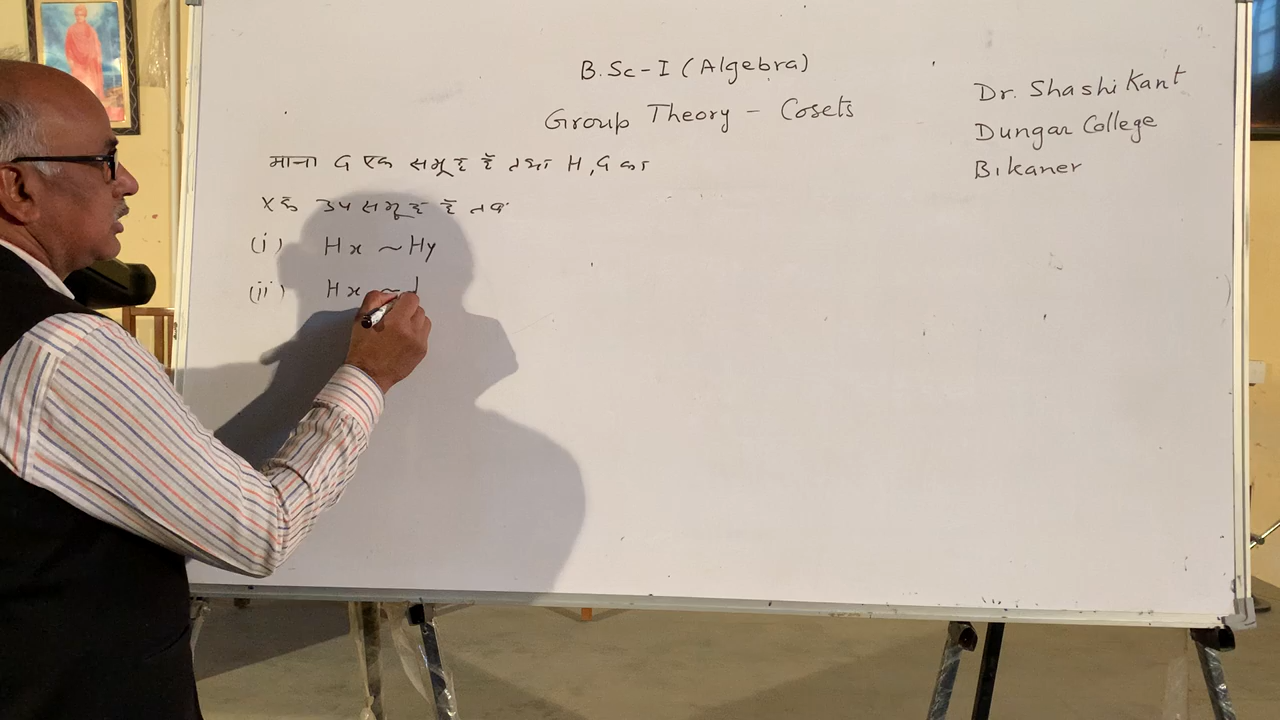 B.Sc-I (Algebra)
Group Theory - Cosets
Dr. Shashi Kant
Dungar College
Bikaner
माना G एक समूह है तथा H, G का
एक उपसमूह है तब
(i) Hx ~ Hy
(ii) Hx ~